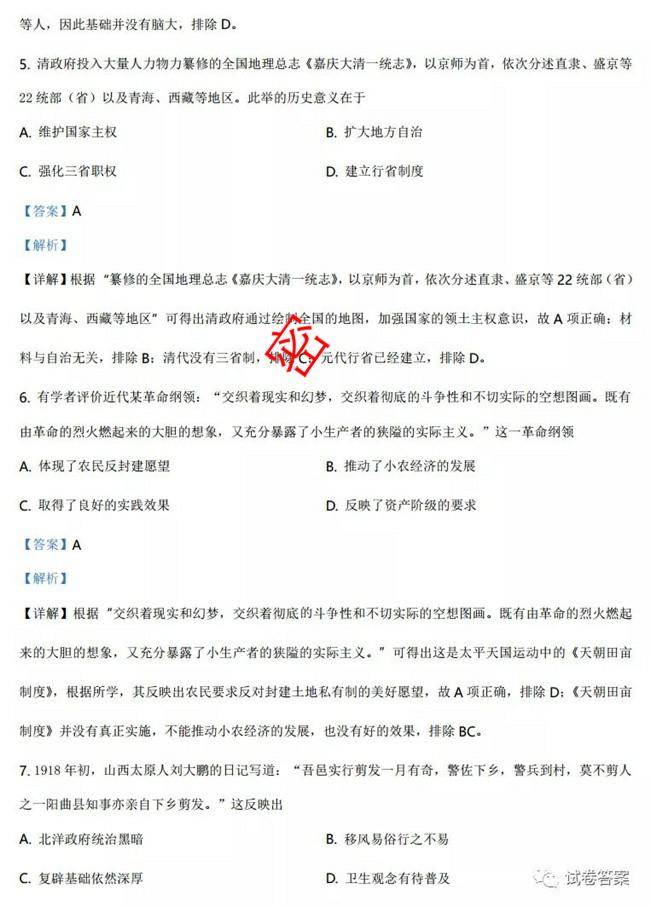 等人，因此基础并没有脑大，排除 D。
5. 清政府投入大量人力物力纂修的全国地理总志《嘉庆大清一统志》，以京师为首，依次分述直隶、盛京等
22 统部（省）以及青海、西藏等地区。此举的历史意义在于
A. 维护国家主权 B. 扩大地方自治
C. 强化三省职权 D. 建立行省制度
【答案】A
【解析】
【详解】根据“纂修的全国地理总志《嘉庆大清一统志》，以京师为首，依次分述直隶、盛京等 22 统部（省）
以及青海、西藏等地区”可得出清政府通过绘制全国的地图，加强国家的领土主权意识，故 A 项正确；材
料与自治无关，排除 B；清代没有三省制，排除 C；元代行省已经建立，排除 D。
密
6. 有学者评价近代某革命纲领：“交织着现实和幻梦，交织着彻底的斗争性和不切实际的空想图画。既有
由革命的烈火燃起来的大胆的想象，又充分暴露了小生产者的狭隘的实际主义。”这一革命纲领
A. 体现了农民反封建愿望 B. 推动了小农经济的发展
C. 取得了良好的实践效果 D. 反映了资产阶级的要求
【答案】A
【解析】
【详解】根据“交织着现实和幻梦，交织着彻底的斗争性和不切实际的空想图画。既有由革命的烈火燃起
来的大胆的想象，又充分暴露了小生产者的狭隘的实际主义。”可得出这是太平天国运动中的《天朝田亩
制度》，根据所学，其反映出农民要求反对封建土地私有制的美好愿望，故 A 项正确，排除 D；《天朝田亩
制度》并没有真正实施，不能推动小农经济的发展，也没有好的效果，排除 BC。
7. 1918 年初，山西太原人刘大鹏的日记写道：“吾邑实行剪发一月有奇，警佐下乡，警兵到村，莫不剪人
之一阳曲县知事亦亲自下乡剪发。”这反映出
A. 北洋政府统治黑暗 B. 移风易俗行之不易
C. 复辟基础依然深厚 D. 卫生观念有待普及
试卷答案